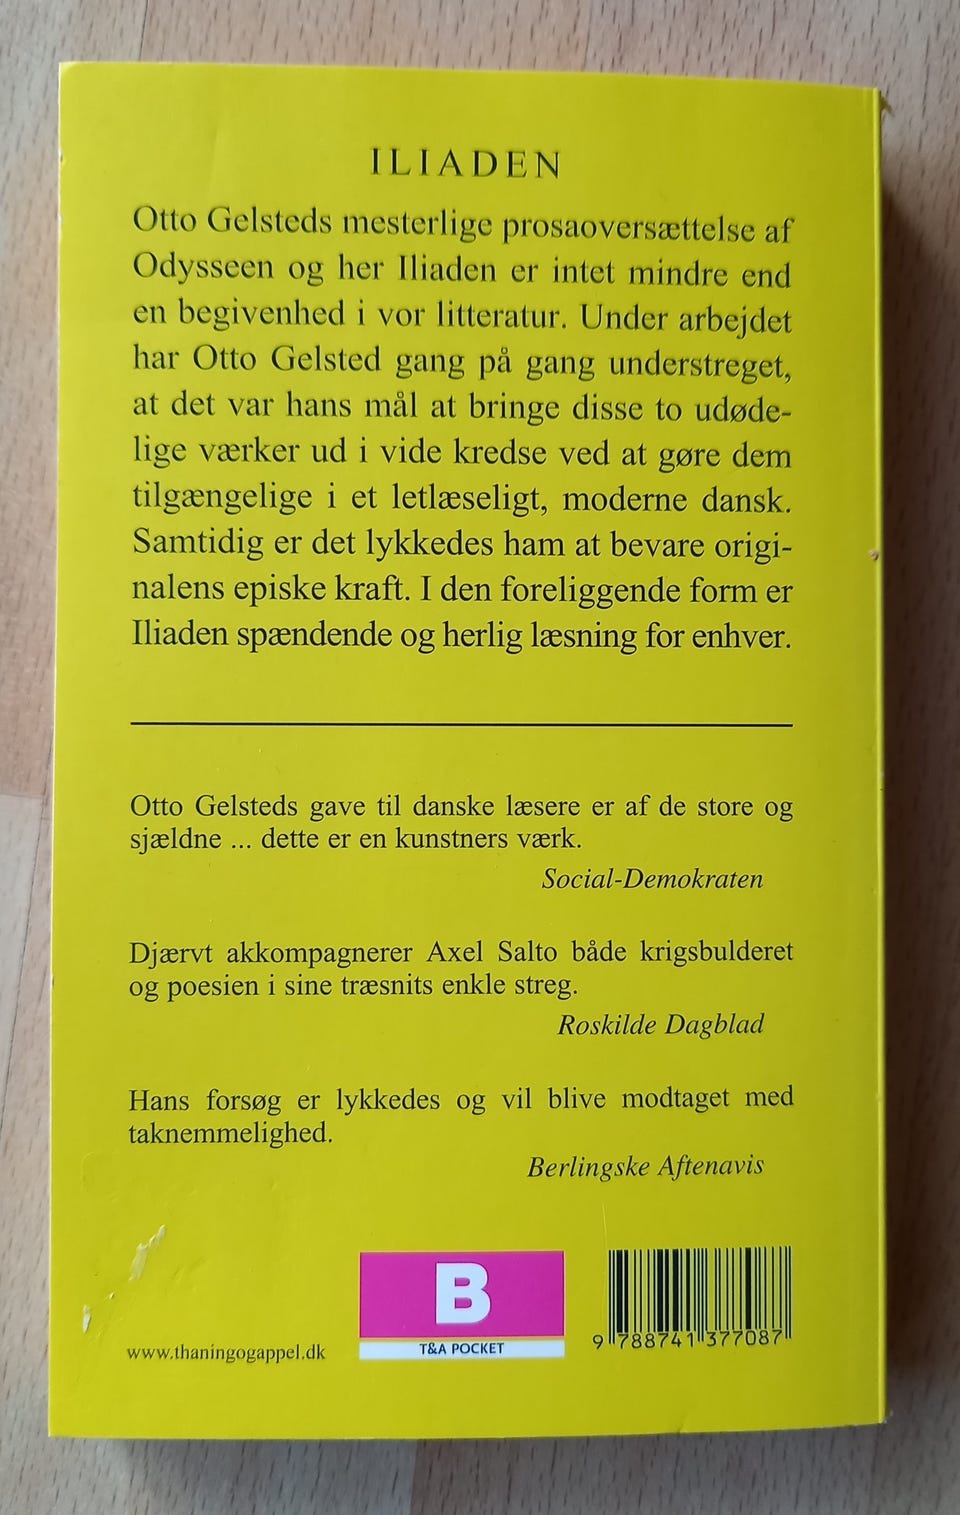 ILIADEN
Otto Gelsteds mesterlige prosaoversættelse af
Odysseen og her Iliaden er intet mindre end
en begivenhed i vor litteratur. Under arbejdet
har Otto Gelsted gang på gang understreget,
at det var hans mål at bringe disse to udøde-
lige værker ud i vide kredse ved at gøre dem
tilgængelige i et letlæseligt, moderne dansk.
Samtidig er det lykkedes ham at bevare origi-
nalens episke kraft. I den foreliggende form er
Iliaden spændende og herlig læsning for enhver.
Otto Gelsteds gave til danske læsere er af de store og
sjældne ... dette er en kunstners værk.
Social-Demokraten
Djærvt akkompagnerer Axel Salto både krigsbulderet
og poesien i sine træsnits enkle streg.
Roskilde Dagblad
Hans forsøg er lykkedes og vil blive modtaget med
taknemmelighed.
Berlingske Aftenavis
www.thaningogappel.dk
B
T&A POCKET
9 788741 377087